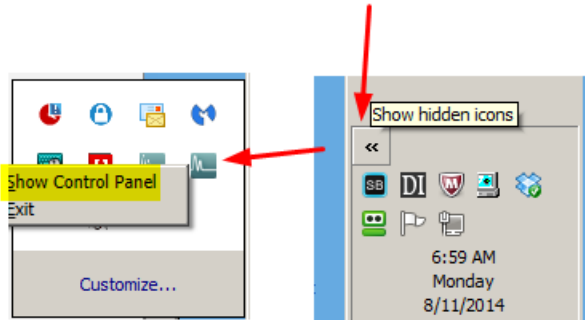 Show Control Panel
Exit
Customize...
Show hidden icons
«
SB DI
6:59 AM
Monday
8/11/2014